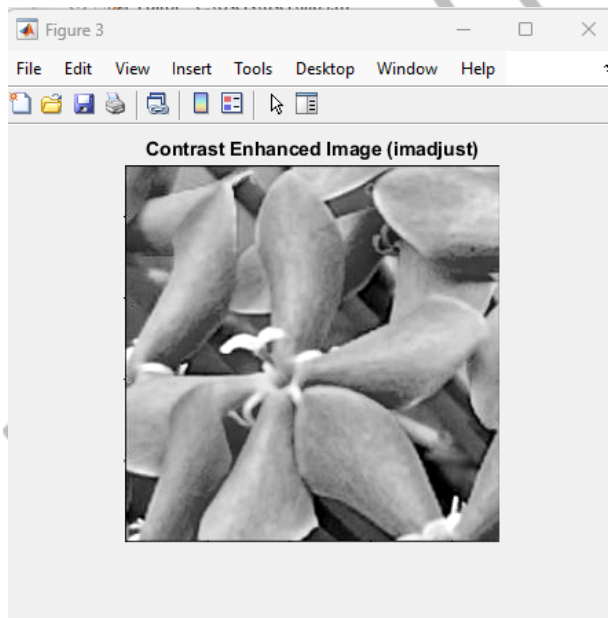 Figure 3
File Edit View Insert Tools Desktop Window Help
Contrast Enhanced Image (imadjust)